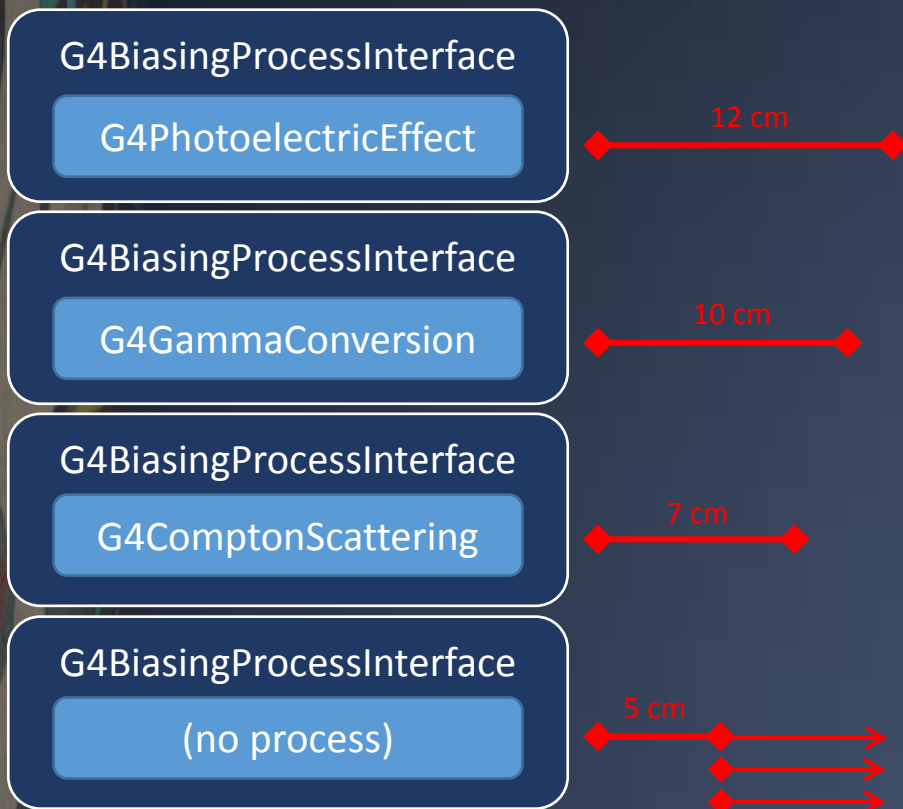 G4BiasingProcessInterface
G4PhotoelectricEffect
12 cm
G4BiasingProcessInterface
G4GammaConversion
10 cm
G4BiasingProcessInterface
G4ComptonScattering
7 cm
G4BiasingProcessInterface
(no process)
5 cm